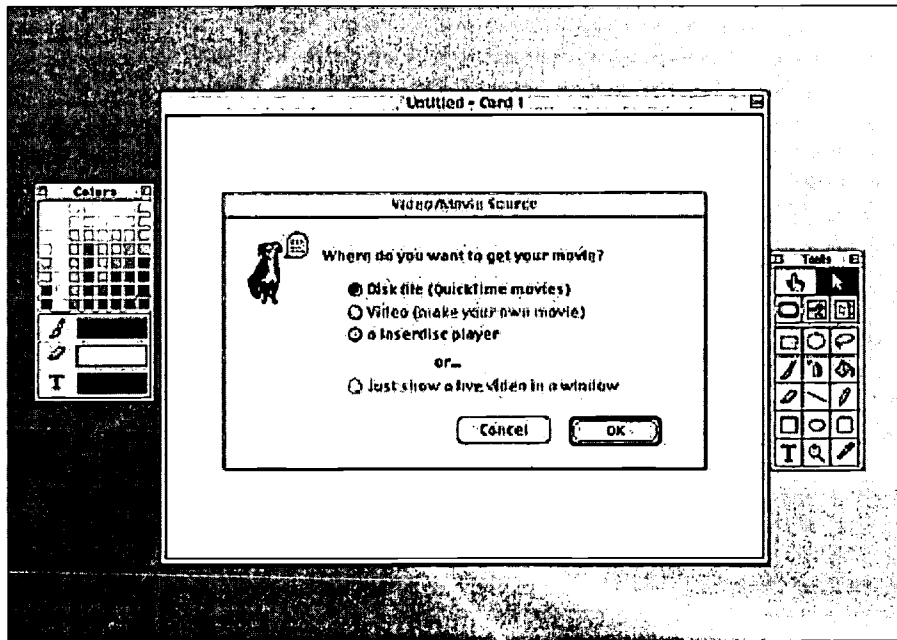 Untitled - Card 1
Colors
Video/Movie Source
Where do you want to get your movie?
Disk file (QuickTime movies)
Video (make your own movie)
a laserdisc player
or...
Just show a live video in a window
Cancel
OK
T
Tools
T